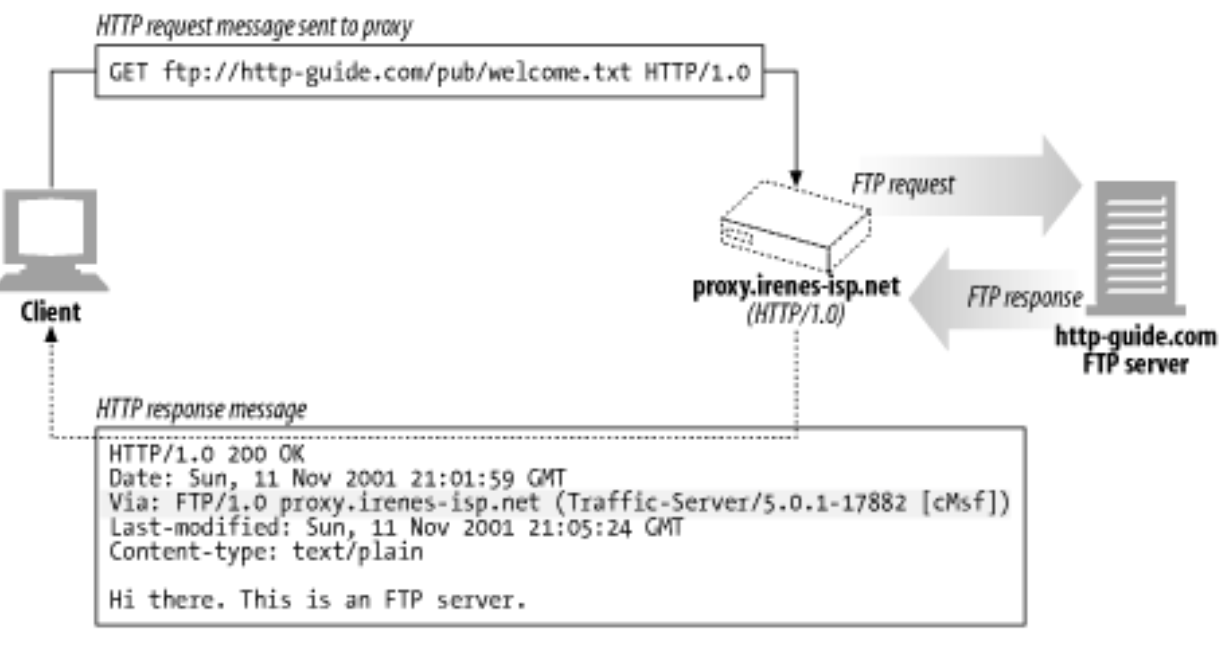 HTTP request message sent to proxy
GET ftp://http-guide.com/pub/welcome.txt HTTP/1.0
FTP request
proxy.irenes-isp.net
(HTTP/1.0)
FTP response
Client
http-guide.com
FTP server
HTTP response message
HTTP/1.0 200 OK
Date: Sun, 11 Nov 2001 21:01:59 GMT
Via: FTP/1.0 proxy.irenes-isp.net (Traffic-Server/5.0.1-17882 [cMsf])
Last-modified: Sun, 11 Nov 2001 21:05:24 GMT
Content-type: text/plain
Hi there. This is an FTP server.